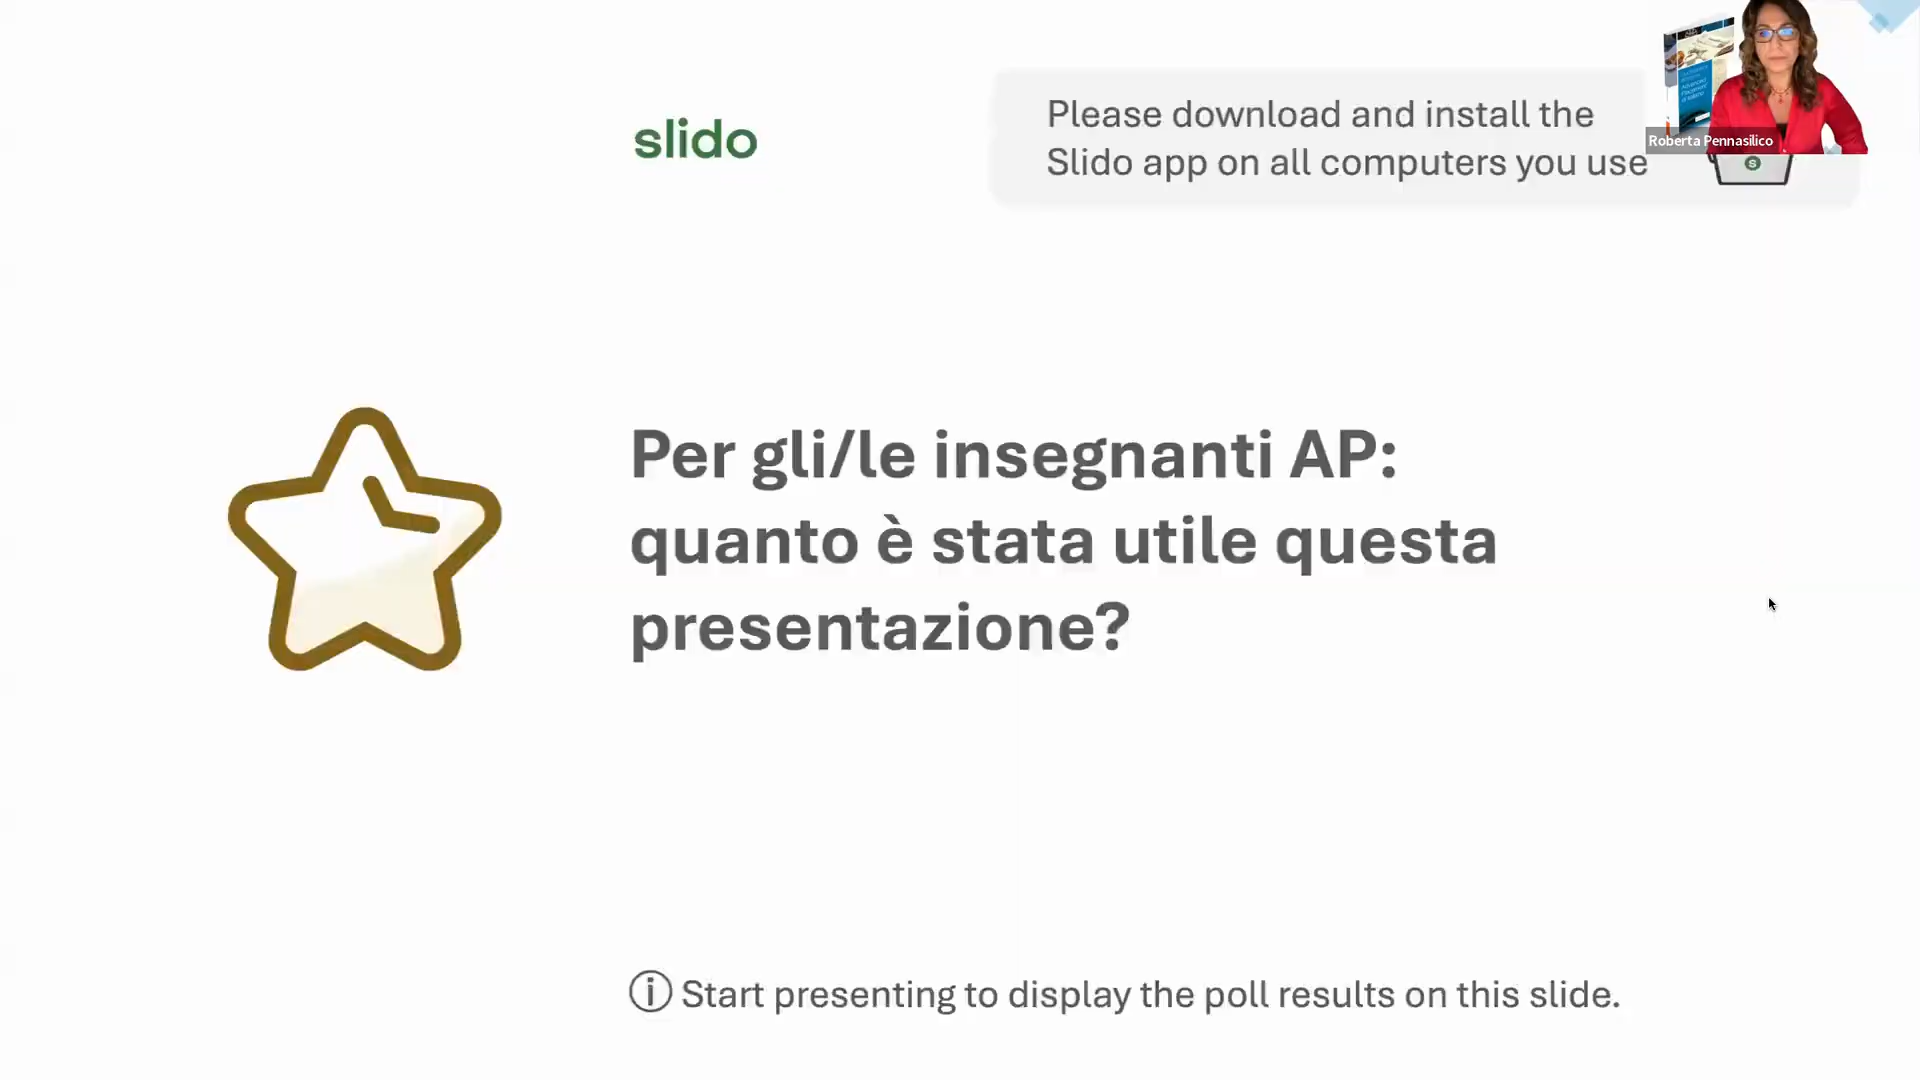 slido
Please download and install the
Slido app on all computers you use
Roberta Pennasilico
Per gli/le insegnanti AP:
quanto è stata utile questa
presentazione?
Start presenting to display the poll results on this slide.